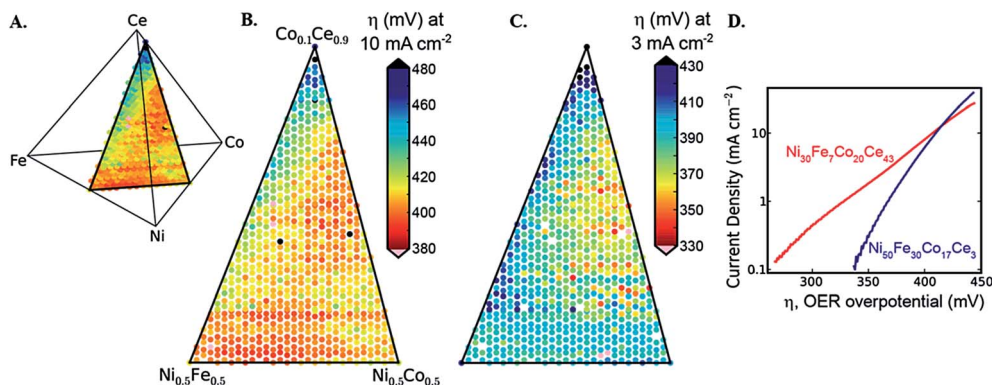 A.
Ce
Fe
Co
Ni
B.
Co0.1Ce0.9
η (mV) at
10 mA cm-2
480
460
440
420
400
380
Ni0.5Fe0.5
Ni0.5Co0.5
C.
η (mV) at
3 mA cm-2
430
410
390
370
350
330
D.
Current Density (mA cm−2)
10
1
0.1
Ni30Fe7Co20Ce43
Ni50Fe30Co17Ce3
300
350
400
450
η, OER overpotential (mV)